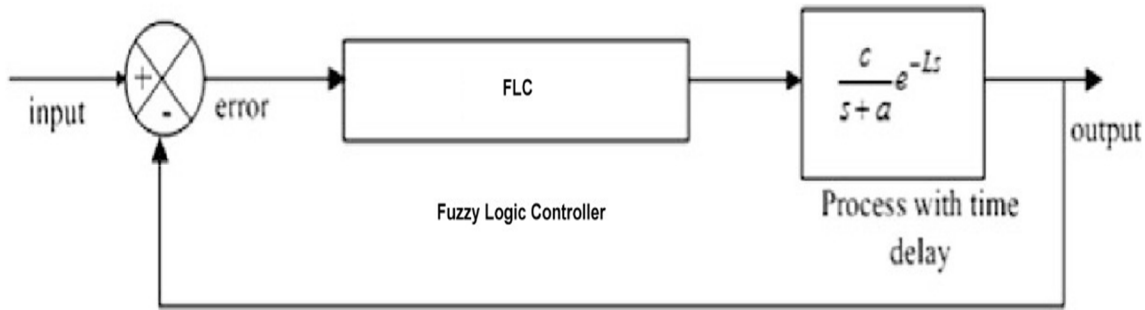 +
-
input
error
FLC
c
s+a
e^{-Ls}
output
Process with time
delay
Fuzzy Logic Controller